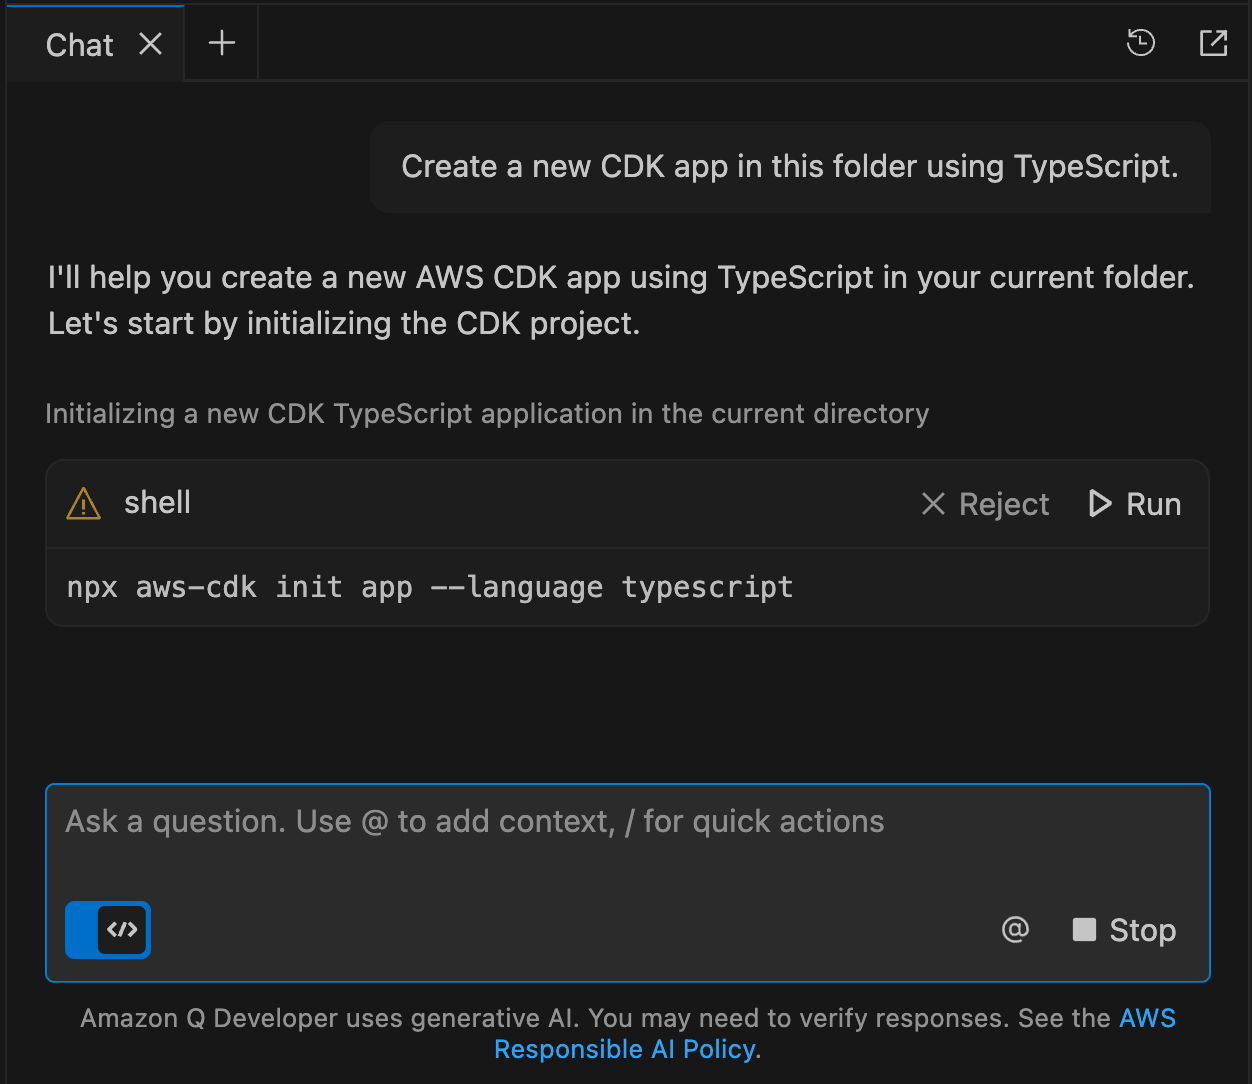 Chat
Create a new CDK app in this folder using TypeScript.
I'll help you create a new AWS CDK app using TypeScript in your current folder.
Let's start by initializing the CDK project.
Initializing a new CDK TypeScript application in the current directory
shell
Reject
Run
npx aws-cdk init app --language typescript
Ask a question. Use @ to add context, / for quick actions
</>
@
Stop
Amazon Q Developer uses generative AI. You may need to verify responses. See the AWS
Responsible AI Policy.